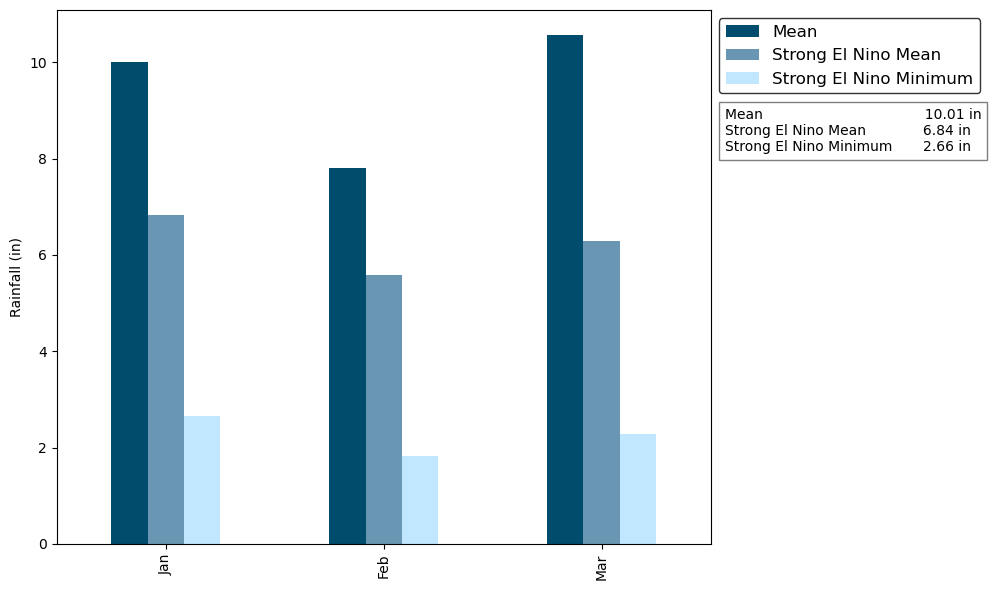 Mean
Strong El Nino Mean
Strong El Nino Minimum
Mean 10.01 in
Strong El Nino Mean 6.84 in
Strong El Nino Minimum 2.66 in
Rainfall (in)
10
8
6
4
2
0
Jan
Feb
Mar